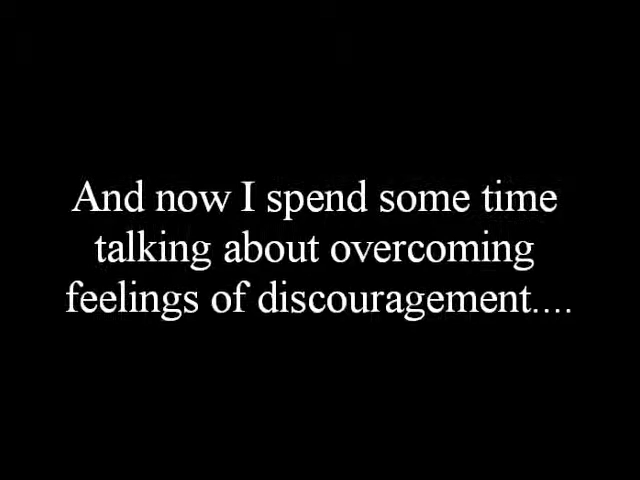 And now I spend some time
talking about overcoming
feelings of discouragement....